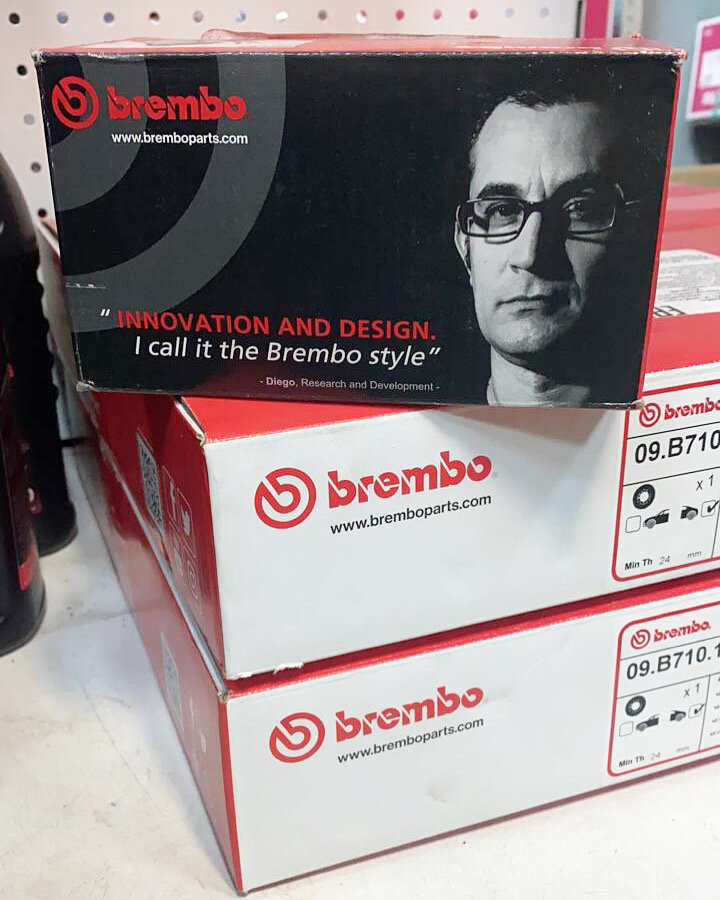 brembo
www.bremboparts.com
“ INNOVATION AND DESIGN.
I call it the Brembo style”
- Diego, Research and Development -
brembo
www.bremboparts.com
brembo
09.B710
x 1
Min Th 24 mm
brembo
www.bremboparts.com
brembo.
09.B710.1
x 1
Min Th 24 mm